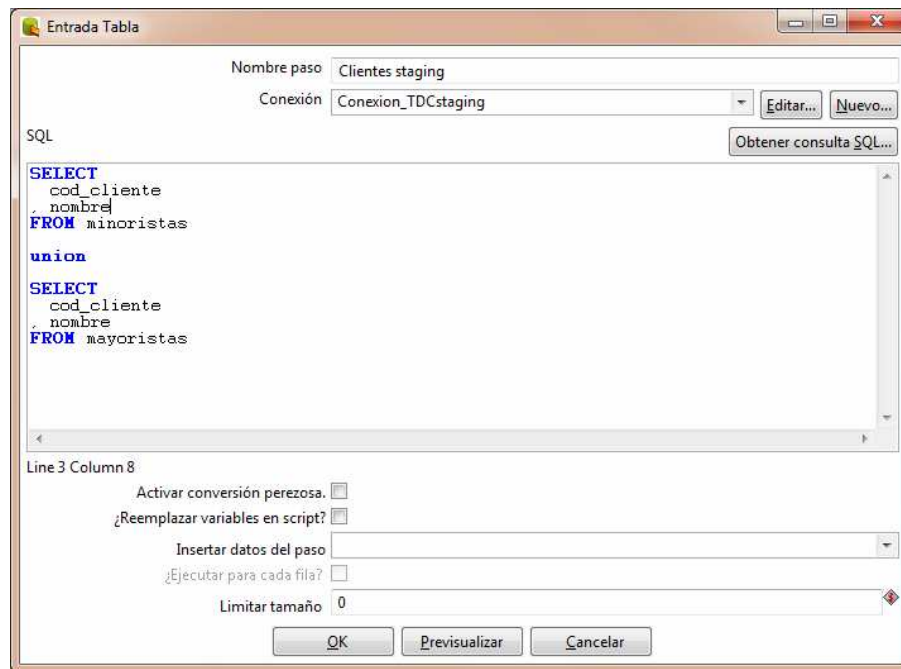 Entrada Tabla
Nombre paso Clientes staging
Conexión Conexion_TDCstaging Editar... Nuevo...
SQL Obtener consulta SQL...
SELECT
cod_cliente
, nombre
FROM minoristas
union
SELECT
cod_cliente
, nombre
FROM mayoristas
Line 3 Column 8
Activar conversión perezosa.
¿Reemplazar variables en script?
Insertar datos del paso
¿Ejecutar para cada fila?
Limitar tamaño 0
OK Previsualizar Cancelar